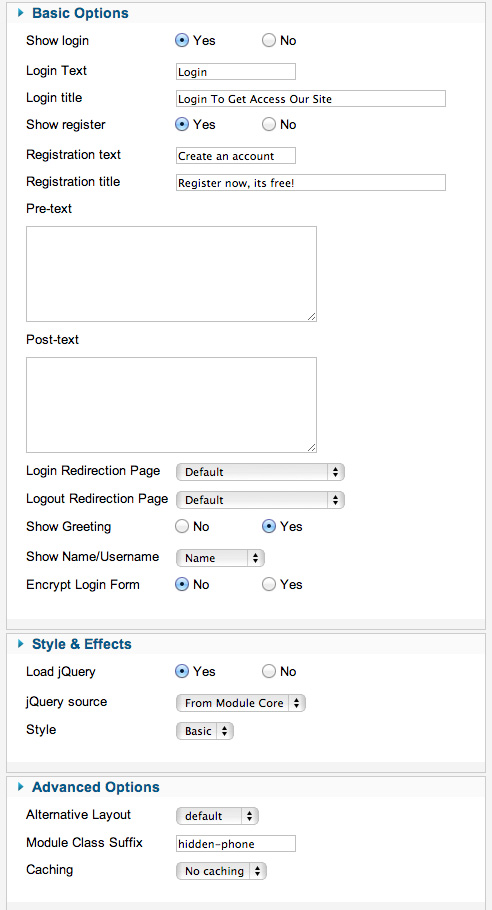 Basic Options
Show login Yes No
Login Text Login
Login title Login To Get Access Our Site
Show register Yes No
Registration text Create an account
Registration title Register now, its free!
Pre-text
Post-text
Login Redirection Page Default
Logout Redirection Page Default
Show Greeting No Yes
Show Name/Username Name
Encrypt Login Form No Yes
Style & Effects
Load jQuery Yes No
jQuery source From Module Core
Style Basic
Advanced Options
Alternative Layout default
Module Class Suffix hidden-phone
Caching No caching